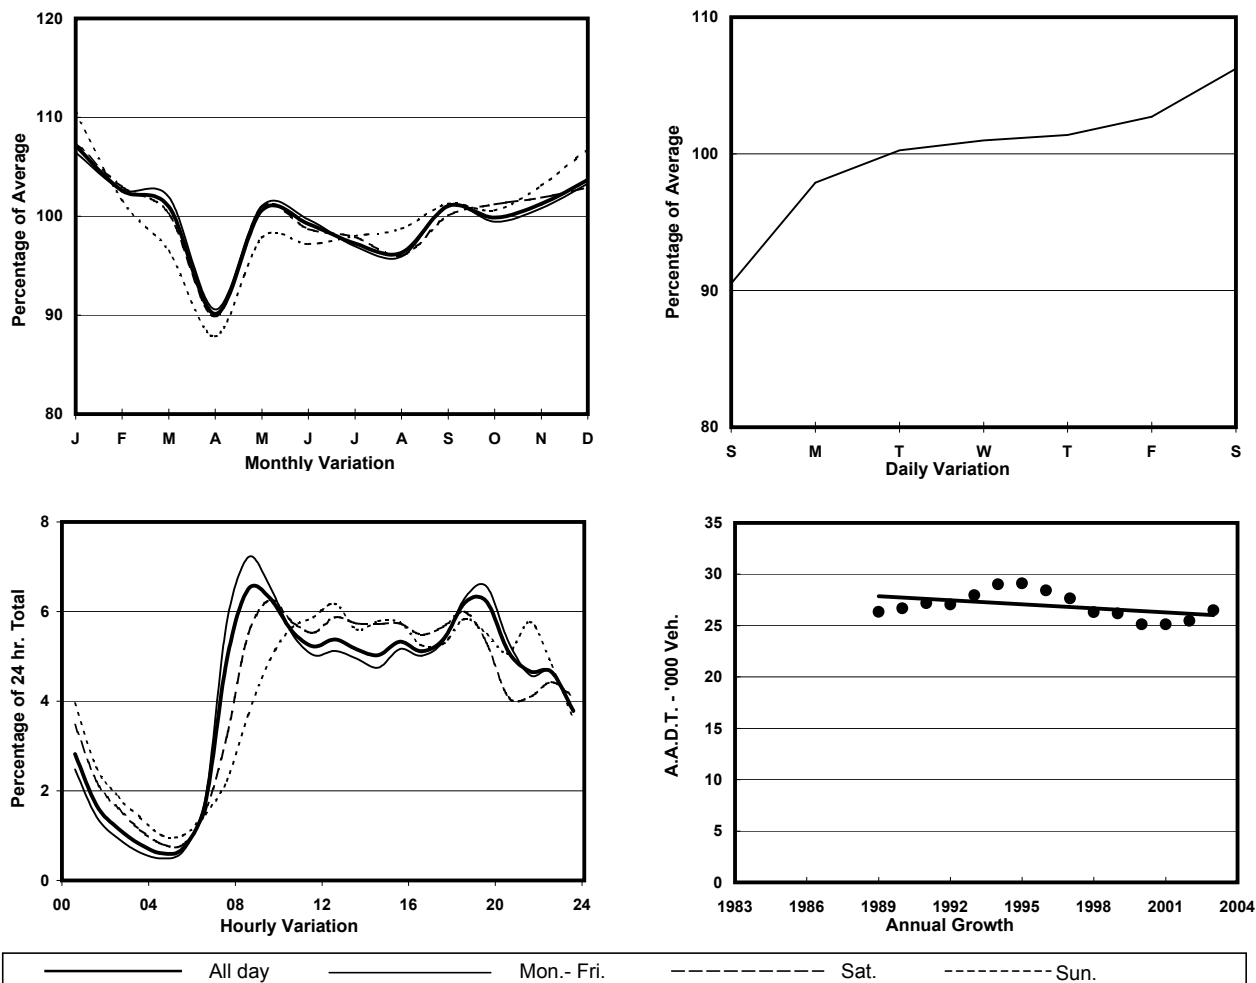 120
110
100
90
80
Percentage of Average
J F M A M J J A S O N D
Monthly Variation
110
100
90
80
Percentage of Average
S M T W T F S
Daily Variation
8
6
4
2
0
Percentage of 24 hr. Total
00 04 08 12 16 20 24
Hourly Variation
35
30
25
20
15
10
5
0
A.A.D.T. - '000 Veh.
1983 1986 1989 1992 1995 1998 2001 2004
Annual Growth
All day Mon.- Fri. Sat. Sun.